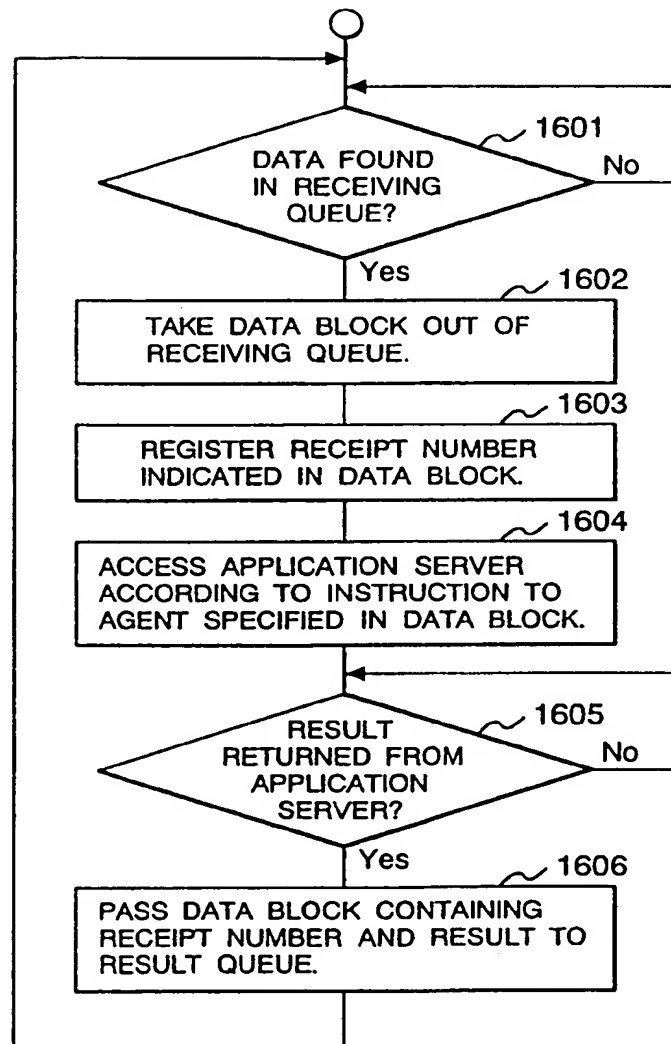 1601
DATA FOUND
IN RECEIVING
QUEUE?
No
Yes
1602
TAKE DATA BLOCK OUT OF
RECEIVING QUEUE.
1603
REGISTER RECEIPT NUMBER
INDICATED IN DATA BLOCK.
1604
ACCESS APPLICATION SERVER
ACCORDING TO INSTRUCTION TO
AGENT SPECIFIED IN DATA BLOCK.
1605
RESULT
RETURNED FROM
APPLICATION
SERVER?
No
Yes
1606
PASS DATA BLOCK CONTAINING
RECEIPT NUMBER AND RESULT TO
RESULT QUEUE.